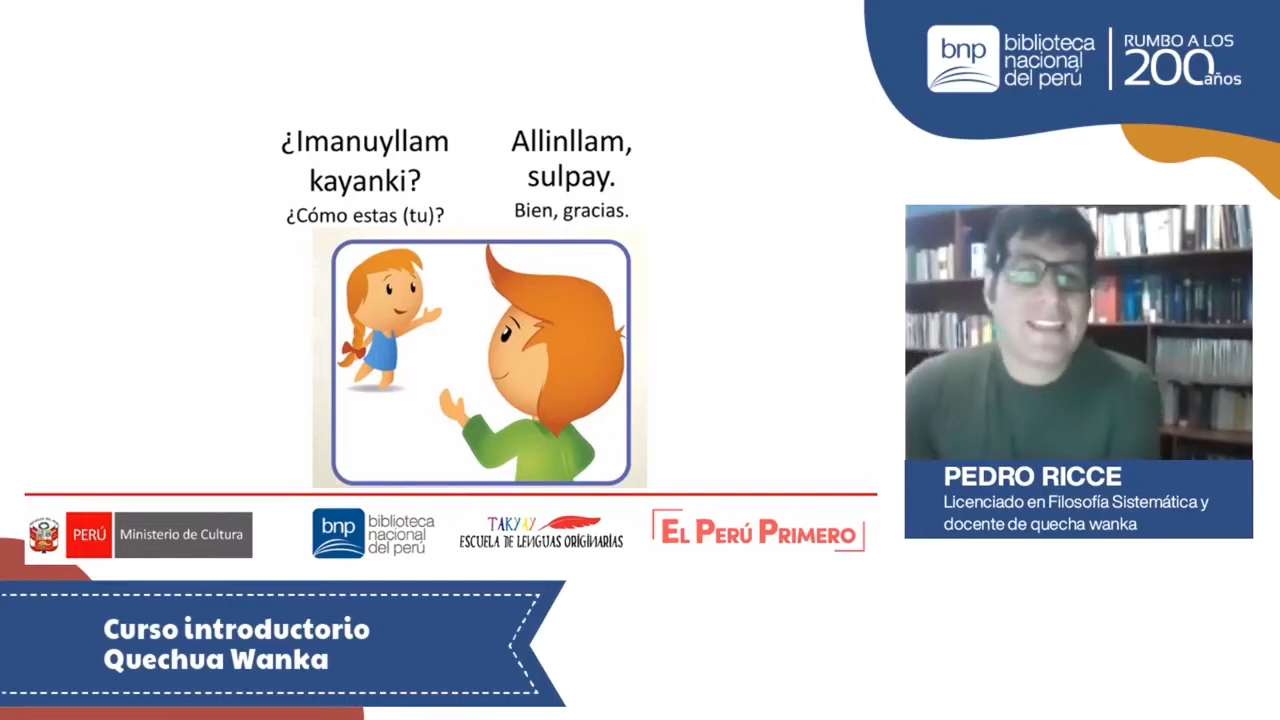 bnp
biblioteca
nacional
del perú
RUMBO A LOS
200 años
¿Imanuyllam
kayanki?
¿Cómo estas (tu)?
Allinllam,
sulpay.
Bien, gracias.
PEDRO RICCE
Licenciado en Filosofía Sistemática y
docente de quecha wanka
PERÚ
Ministerio de Cultura
bnp
biblioteca
nacional
del perú
TAKYAY
ESCUELA DE LENGUAS ORIGINARIAS
EL PERÚ PRIMERO
Curso introductorio
Quechua Wanka